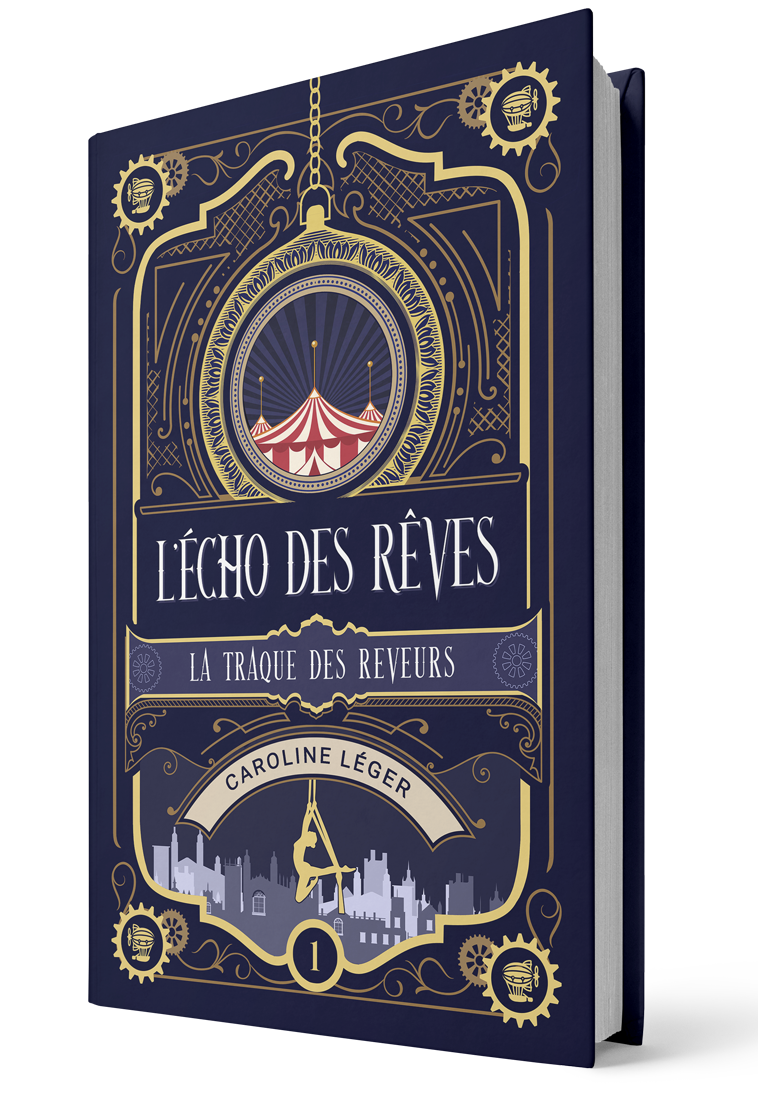 L'ÉCHO DES RÊVES
LA TRAQUE DES REVEURS
CAROLINE LÉGER
1